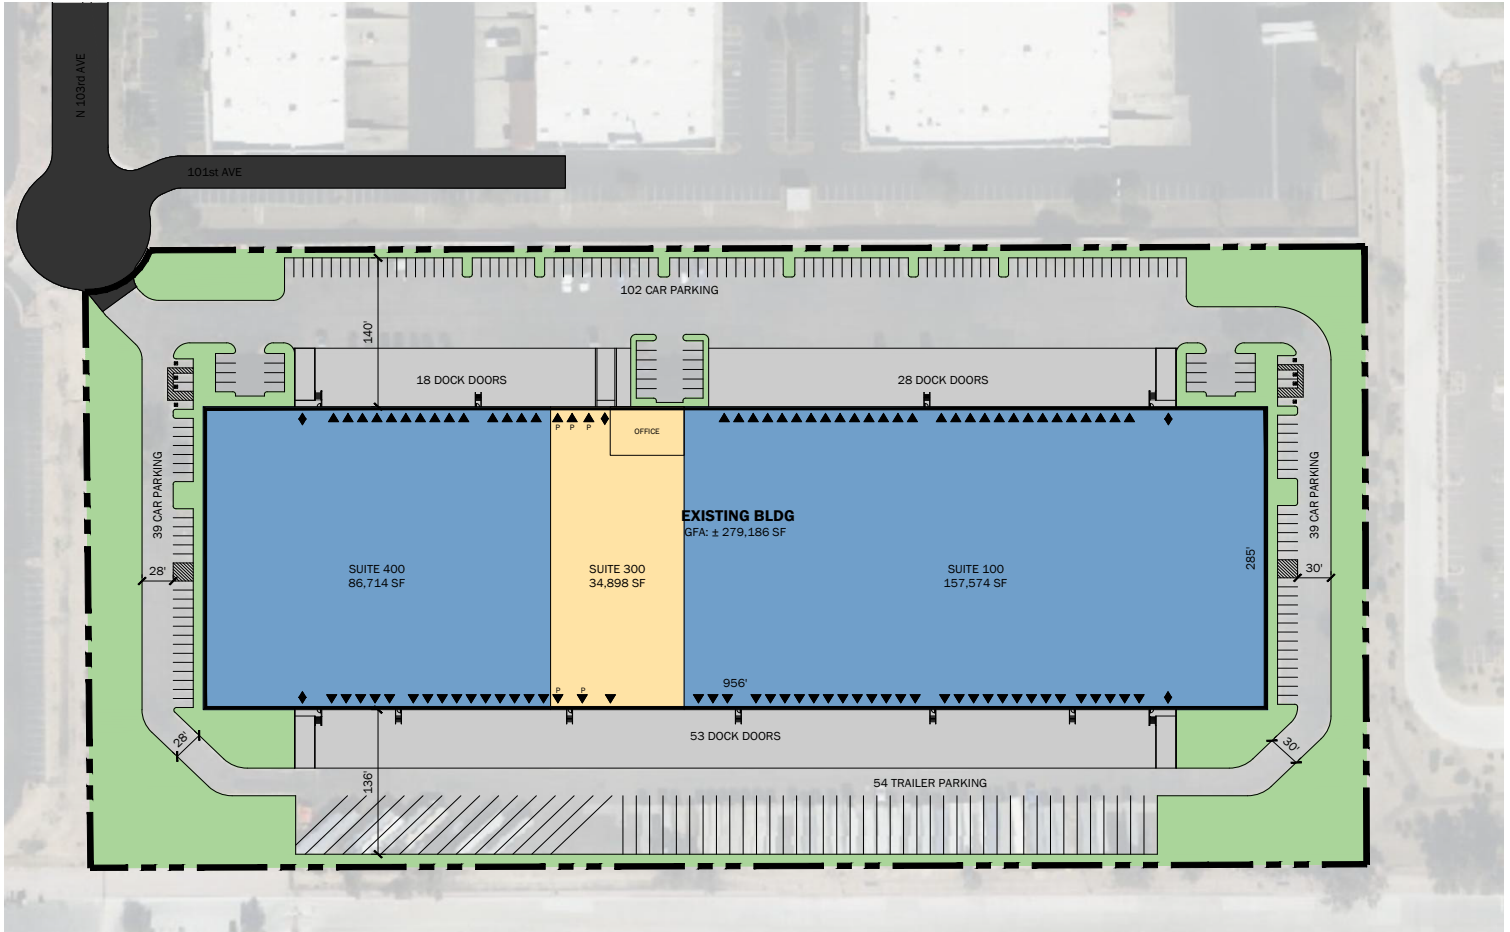 N 103rd AVE
101st AVE
102 CAR PARKING
140'
18 DOCK DOORS
28 DOCK DOORS
P
P
P
OFFICE
39 CAR PARKING
39 CAR PARKING
EXISTING BLDG
GFA: ± 279,186 SF
285'
SUITE 400
86,714 SF
SUITE 300
34,898 SF
SUITE 100
157,574 SF
28'
30'
956'
P
P
28'
53 DOCK DOORS
30'
136'
54 TRAILER PARKING